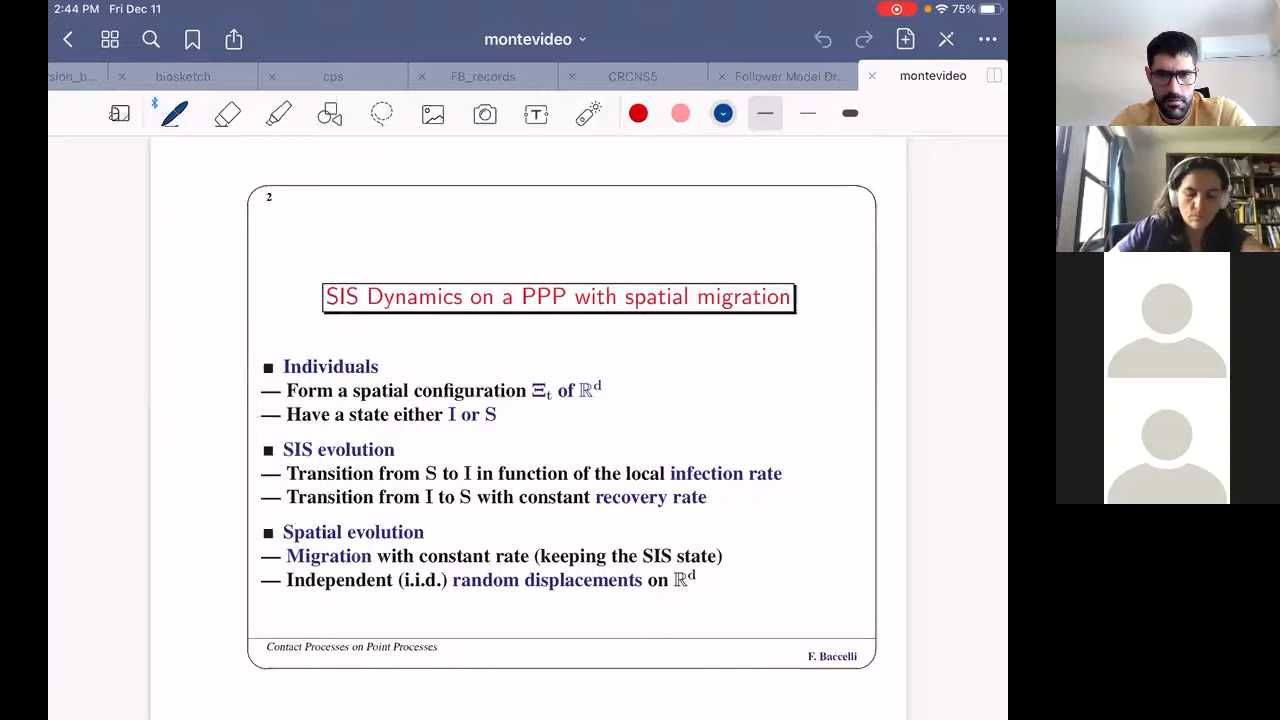 2:44 PM Fri Dec 11
75%
montevideo
biosketch
cps
FB_records
CRCNS5
Follower Model Dr...
montevideo
2
SIS Dynamics on a PPP with spatial migration
■ Individuals
— Form a spatial configuration Ξt of ℝd
— Have a state either I or S
■ SIS evolution
— Transition from S to I in function of the local infection rate
— Transition from I to S with constant recovery rate
■ Spatial evolution
— Migration with constant rate (keeping the SIS state)
— Independent (i.i.d.) random displacements on ℝd
Contact Processes on Point Processes
F. Baccelli